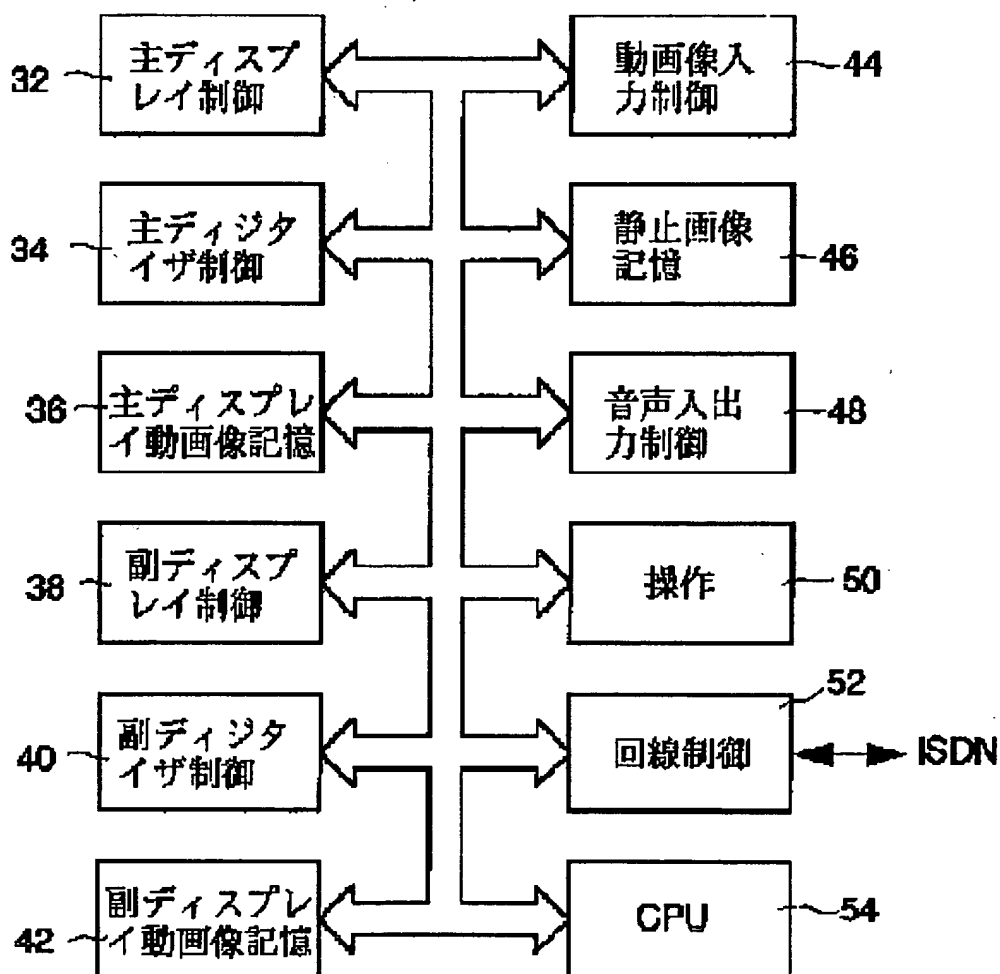 32
主ディスプ
レイ制御
動画像入
力制御
44
34
主ディジタ
イザ制御
静止画像
記憶
46
36
主ディスプレ
イ動画像記憶
音声入出
力制御
48
38
副ディスプ
レイ制御
操作
50
40
副ディジタ
イザ制御
52
回線制御
ISDN
42
副ディスプレ
イ動画像記憶
CPU
54